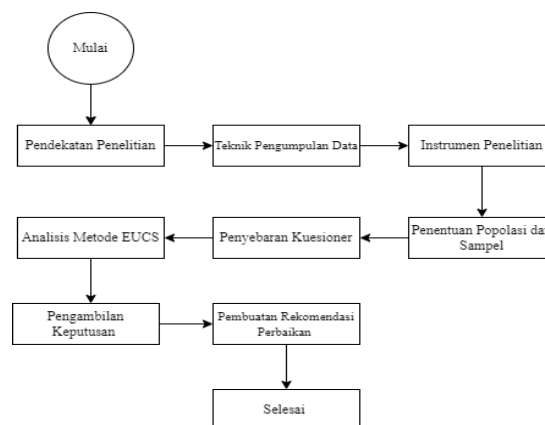 Mulai
Pendekatan Penelitian
Teknik Pengumpulan Data
Instrumen Penelitian
Penentuan Popolasi dan
Sampel
Penyebaran Kuesioner
Analisis Metode EUCS
Pengambilan
Keputusan
Pembuatan Rekomendasi
Perbaikan
Selesai